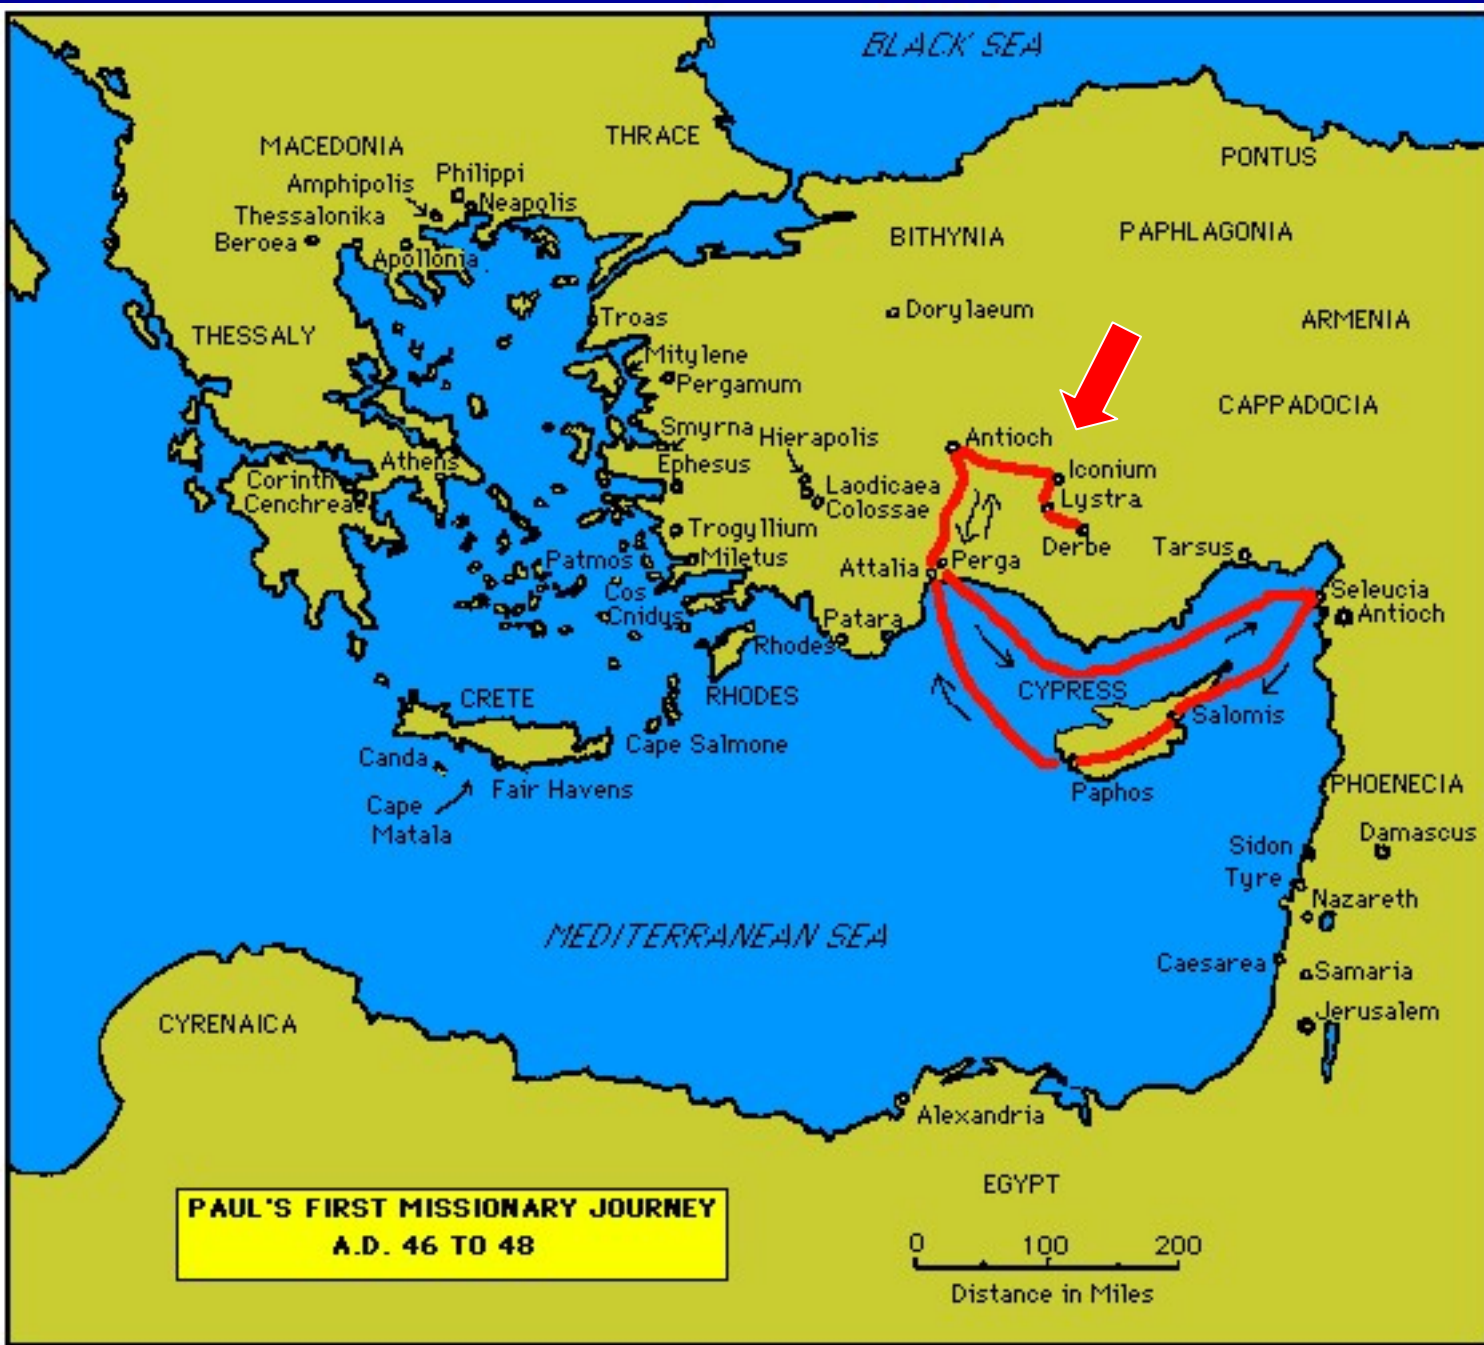 BLACK SEA
THRACE
MACEDONIA
PONTUS
Philippi
Amphipolis
Neapolis
Thessalonika
Beroea
Apollonia
BITHYNIA
PAPHLAGONIA
Dorylaeum
ARMENIA
THESSALY
Troas
Mitylene
Pergamum
CAPPADOCIA
Smyrna
Hierapolis
Antioch
Athens
Ephesus
Iconium
Corinth
Laodicaea
Lystra
Cenchreae
Colossae
Trogyllium
Derbe
Tarsus
Patmos
Miletus
Attalia
Perga
Cos
Seleucia
Cnidus
Patara
Antioch
Rhodes
CRETE
RHODES
CYPRESS
Salomis
Canda
Cape Salmone
Fair Havens
Paphos
PHOENECIA
Cape
Matala
Damascus
Sidon
Tyre
Nazareth
MEDITERRANEAN SEA
Caesarea
Samaria
CYRENAICA
Jerusalem
Alexandria
EGYPT
PAUL'S FIRST MISSIONARY JOURNEY
A.D. 46 TO 48
0 100 200
Distance in Miles